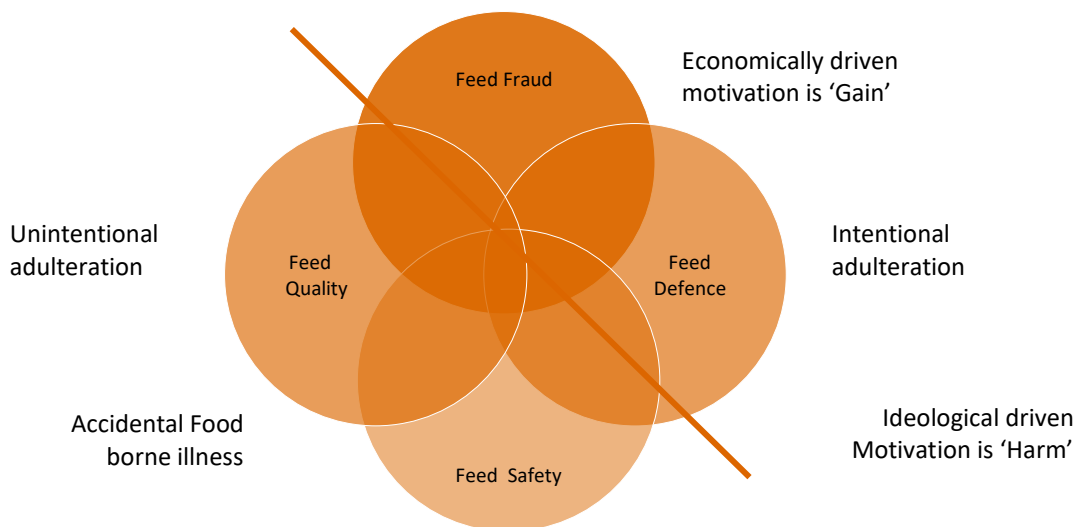 Feed Fraud
Economically driven
motivation is ‘Gain’
Unintentional
adulteration
Feed
Quality
Feed
Defence
Intentional
adulteration
Accidental Food
borne illness
Feed  Safety
Ideological driven
Motivation is ‘Harm’